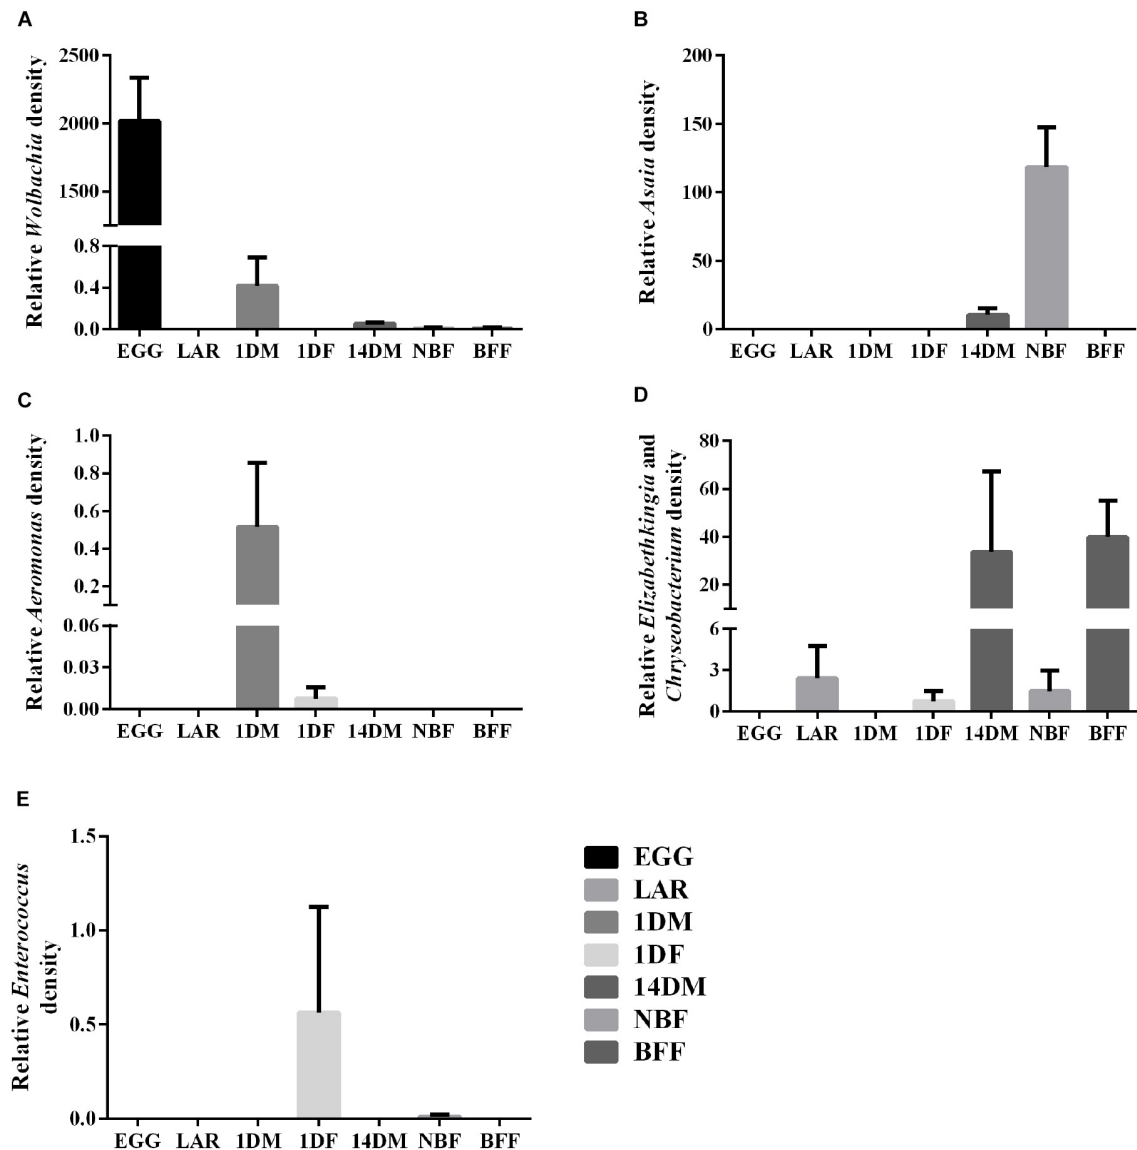 A
Relative Wolbachia density
2500
2000
1500
0.8
0.4
0.0
EGG LAR 1DM 1DF 14DM NBF BFF
B
Relative Asaia density
200
150
100
50
0
EGG LAR 1DM 1DF 14DM NBF BFF
C
Relative Aeromonas density
1.0
0.8
0.6
0.4
0.2
0.06
0.03
0.00
EGG LAR 1DM 1DF 14DM NBF BFF
D
Relative Elizabethkingia and
Chryseobacterium density
80
60
40
20
6
3
0
EGG LAR 1DM 1DF 14DM NBF BFF
E
Relative Enterococcus
density
1.5
1.0
0.5
0.0
EGG LAR 1DM 1DF 14DM NBF BFF
EGG
LAR
1DM
1DF
14DM
NBF
BFF